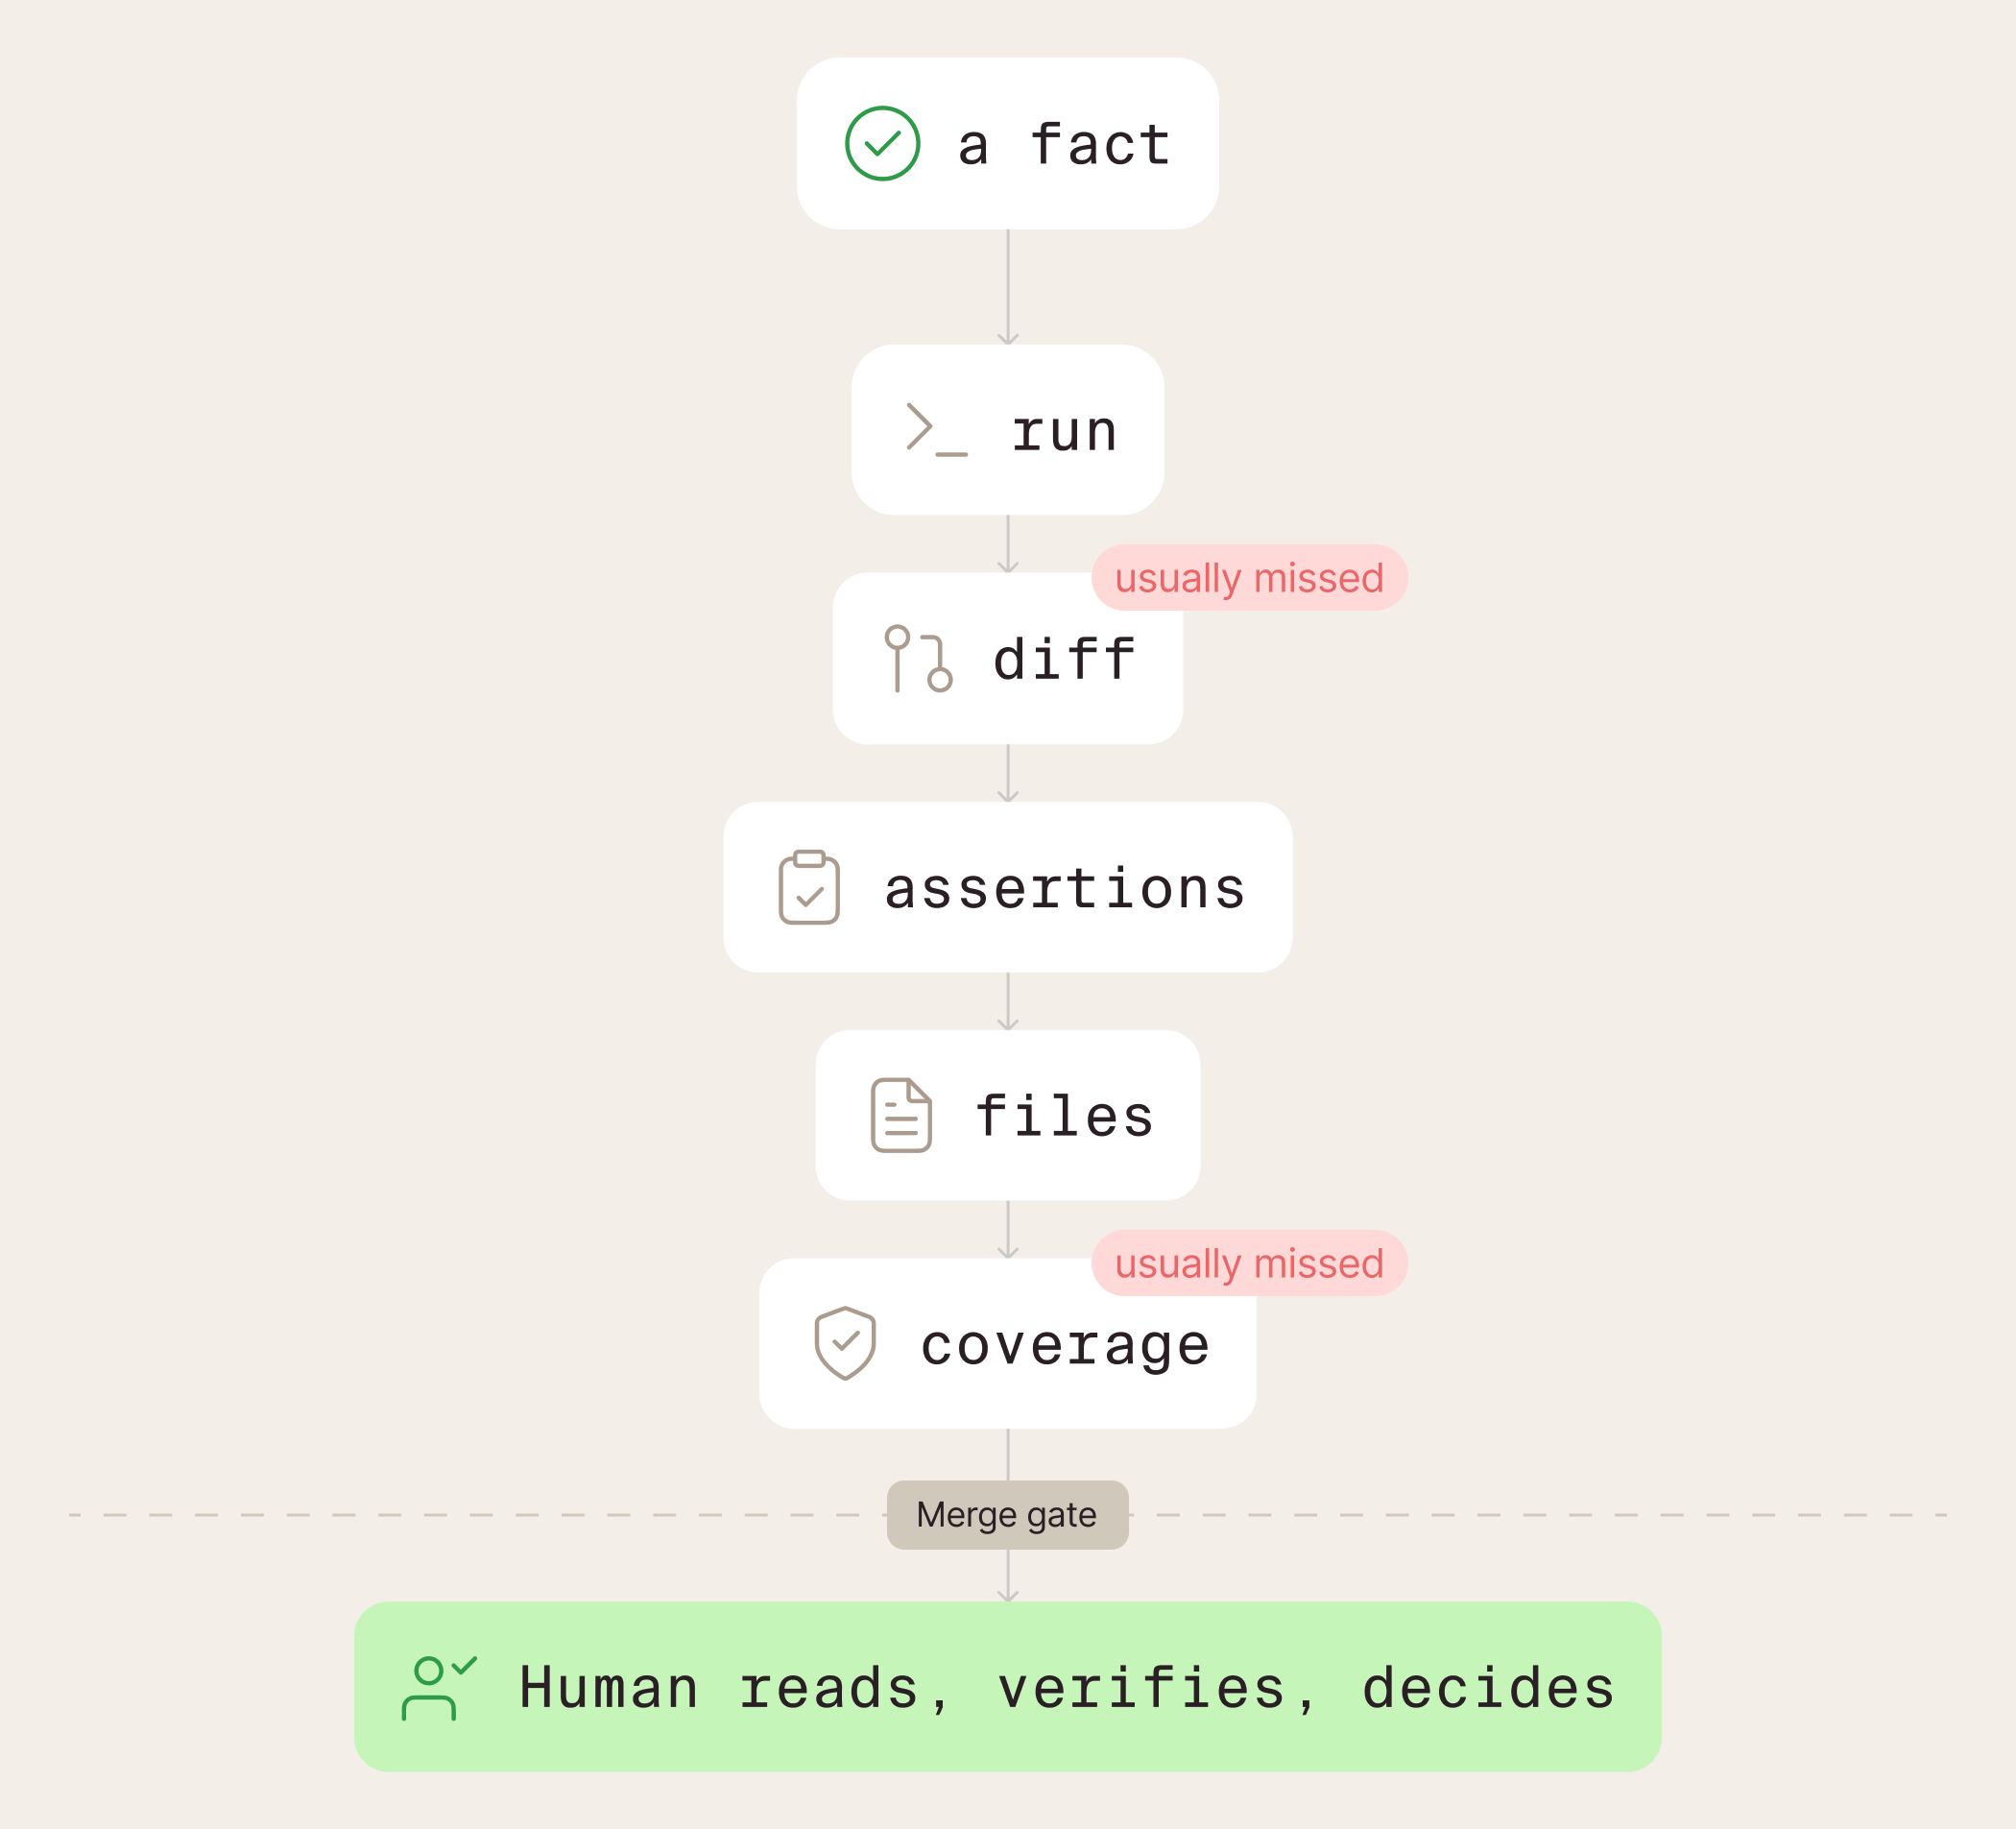 a fact
run
usually missed
diff
assertions
files
usually missed
coverage
Merge gate
Human reads, verifies, decides